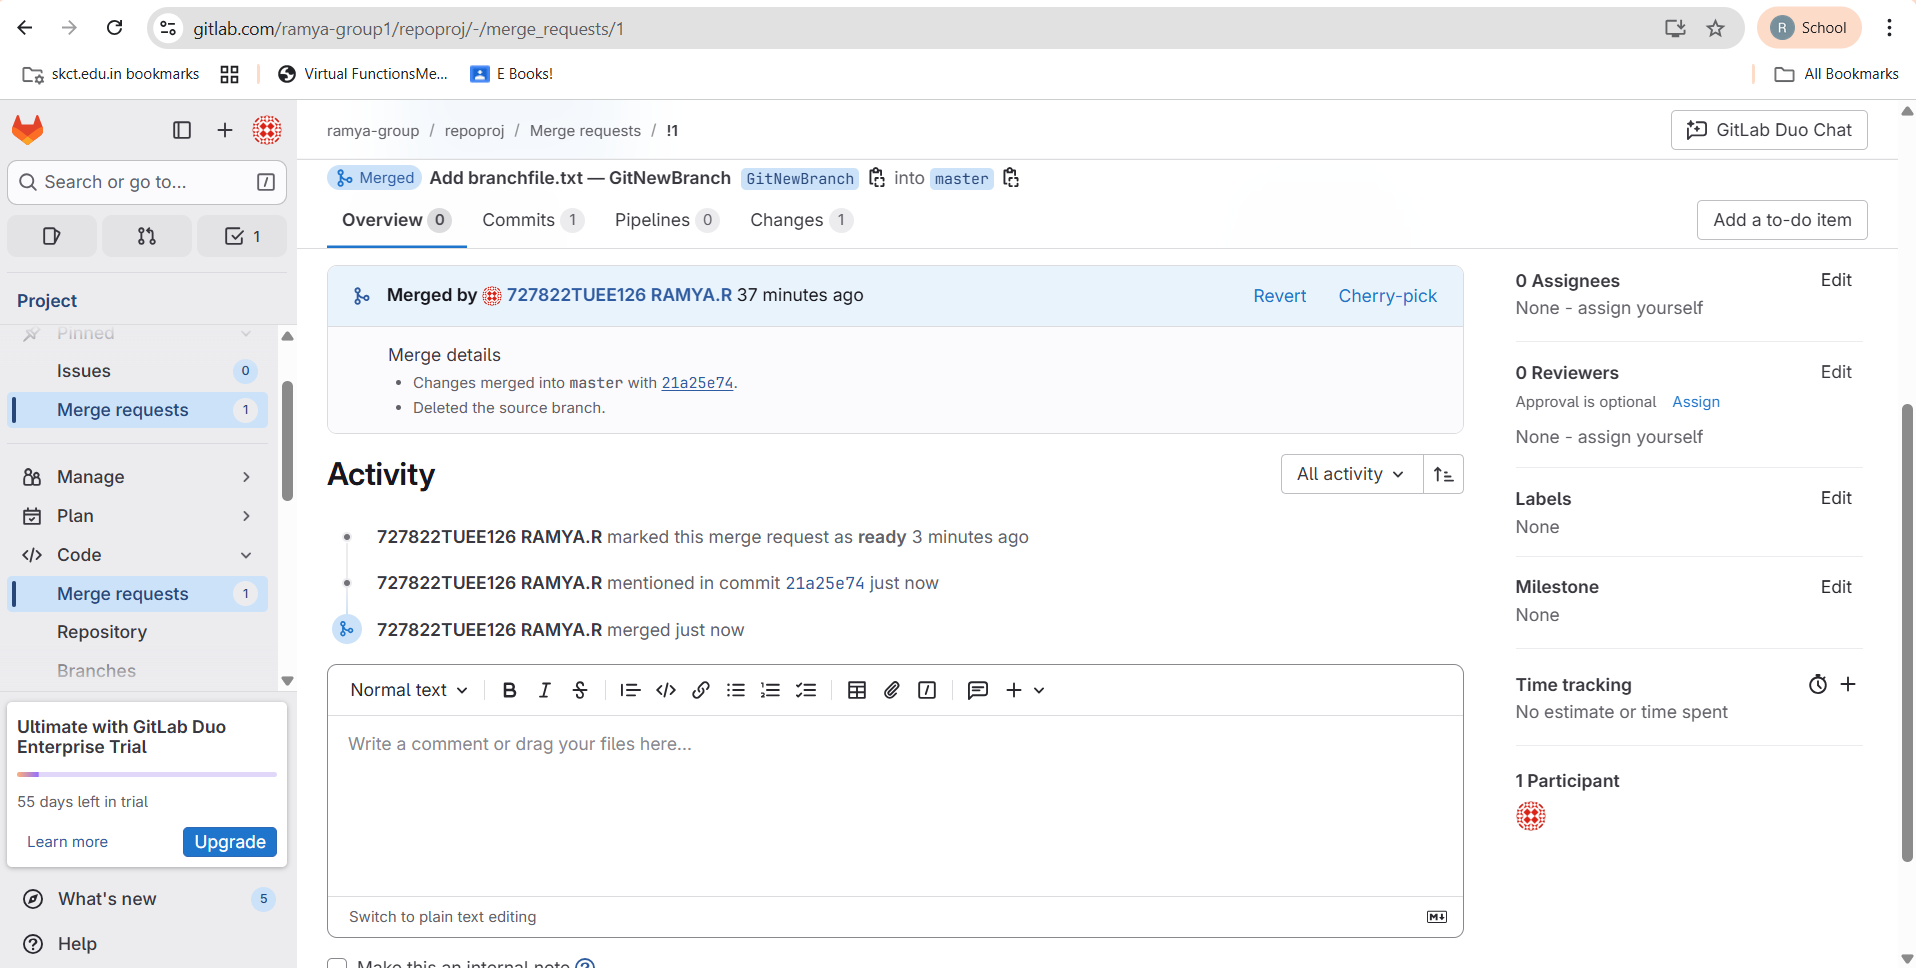 gitlab.com/ramya-group1/repoproj/-/merge_requests/1
R School
skct.edu.in bookmarks
Virtual FunctionsMe...
E Books!
All Bookmarks
ramya-group / repoproj / Merge requests / !1
GitLab Duo Chat
Search or go to... /
Merged Add branchfile.txt — GitNewBranch GitNewBranch into master
1
Overview 0 Commits 1 Pipelines 0 Changes 1
Add a to-do item
Project
Pinned
Issues 0
Merge requests 1
Manage
Plan
Code
Merge requests 1
Repository
Branches
Ultimate with GitLab Duo
Enterprise Trial
55 days left in trial
Learn more Upgrade
What's new 5
Help
Merged by 727822TUEE126 RAMYA.R 37 minutes ago
Revert Cherry-pick
Merge details
• Changes merged into master with 21a25e74.
• Deleted the source branch.
Activity
All activity
727822TUEE126 RAMYA.R marked this merge request as ready 3 minutes ago
727822TUEE126 RAMYA.R mentioned in commit 21a25e74 just now
727822TUEE126 RAMYA.R merged just now
Normal text B I S
Write a comment or drag your files here...
Switch to plain text editing
M↓
Make this an internal note ?
0 Assignees Edit
None - assign yourself
0 Reviewers Edit
Approval is optional Assign
None - assign yourself
Labels Edit
None
Milestone Edit
None
Time tracking
No estimate or time spent
1 Participant